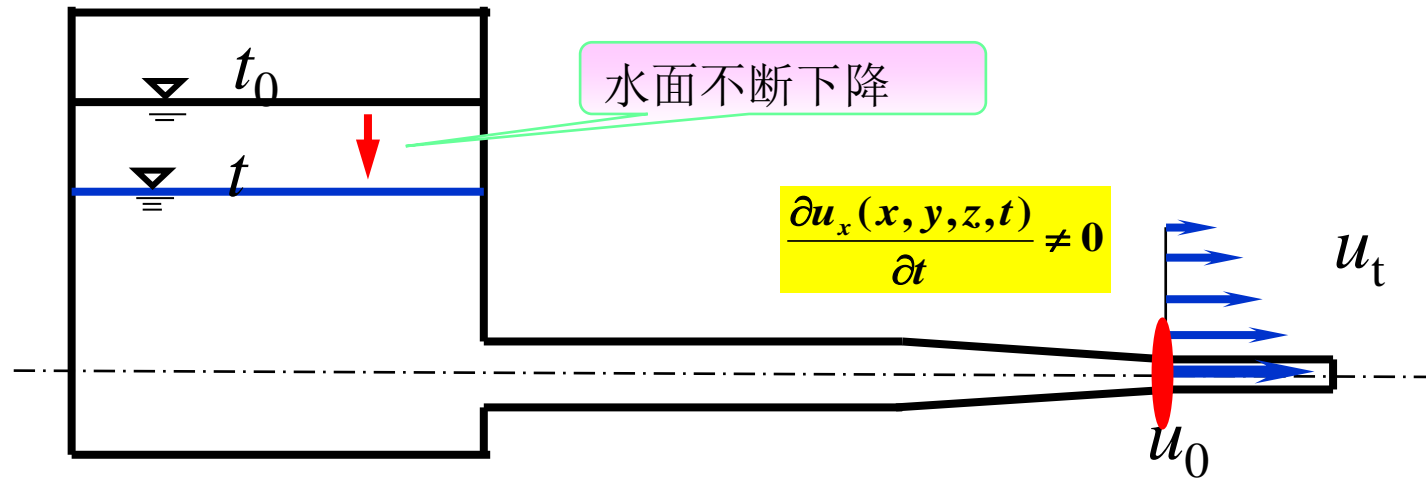 t₀
水面不断下降
t
∂uₓ(x, y, z, t)/∂t ≠ 0
uₜ
u₀